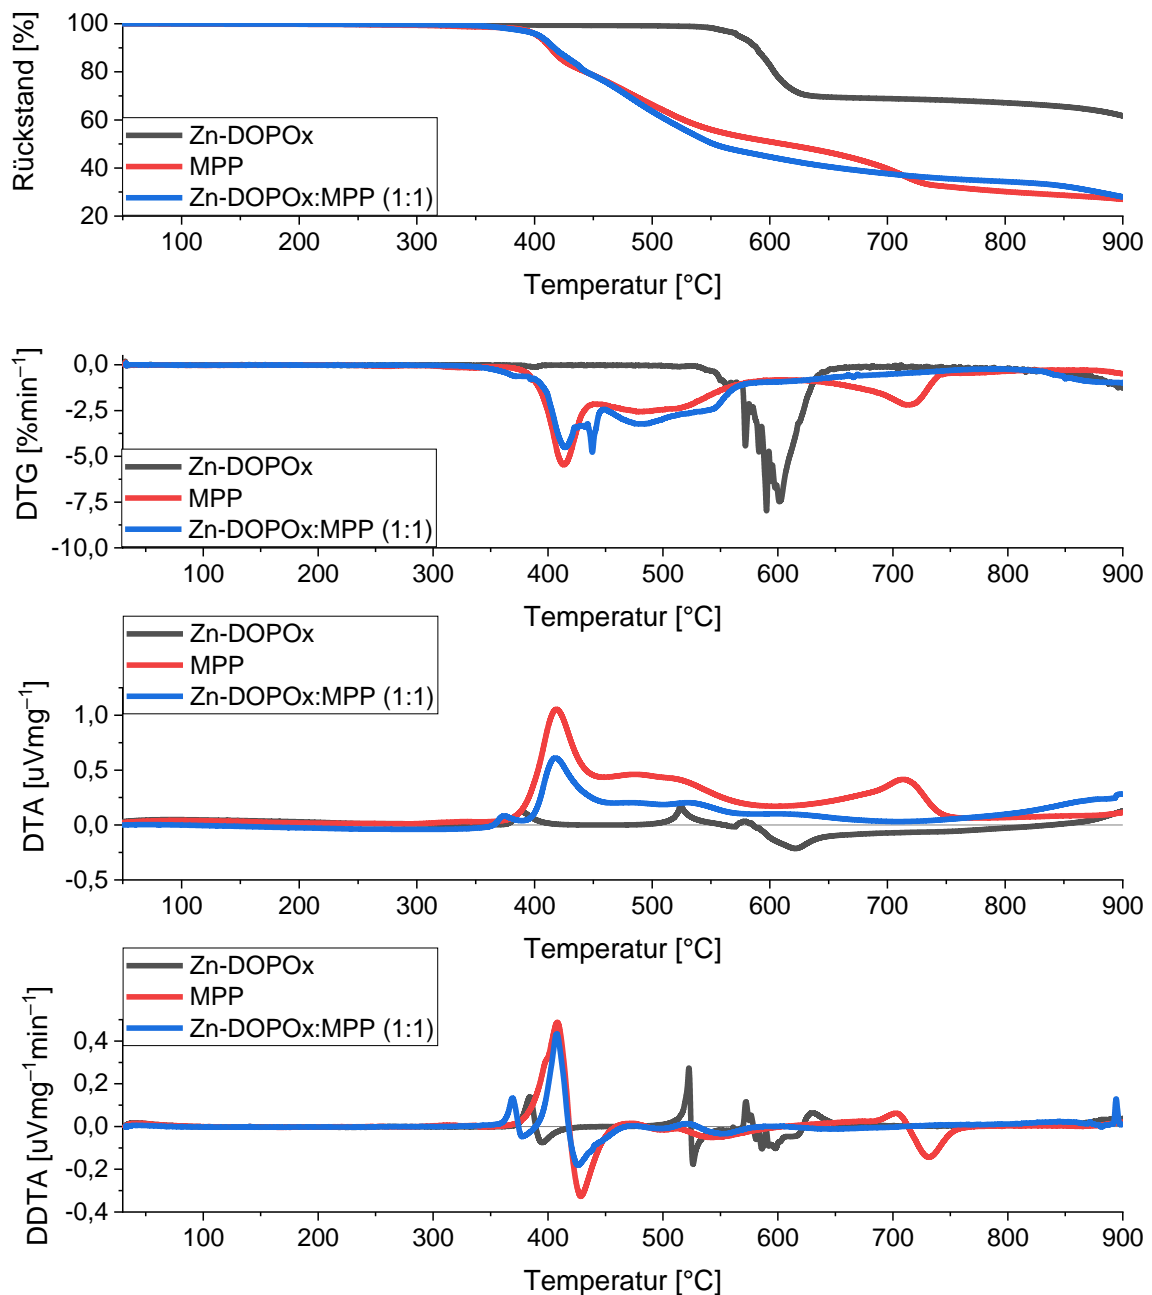 Rückstand [%]
100
80
60
40
20
Zn-DOPOx
MPP
Zn-DOPOx:MPP (1:1)
100 200 300 400 500 600 700 800 900
Temperatur [°C]
DTG [%min⁻¹]
0,0
-2,5
-5,0
-7,5
-10,0
Zn-DOPOx
MPP
Zn-DOPOx:MPP (1:1)
100 200 300 400 500 600 700 800 900
Temperatur [°C]
Zn-DOPOx
MPP
Zn-DOPOx:MPP (1:1)
DTA [uVmg⁻¹]
1,0
0,5
0,0
-0,5
100 200 300 400 500 600 700 800 900
Temperatur [°C]
Zn-DOPOx
MPP
Zn-DOPOx:MPP (1:1)
DDTA [uVmg⁻¹min⁻¹]
0,4
0,2
0,0
-0,2
-0,4
100 200 300 400 500 600 700 800 900
Temperatur [°C]